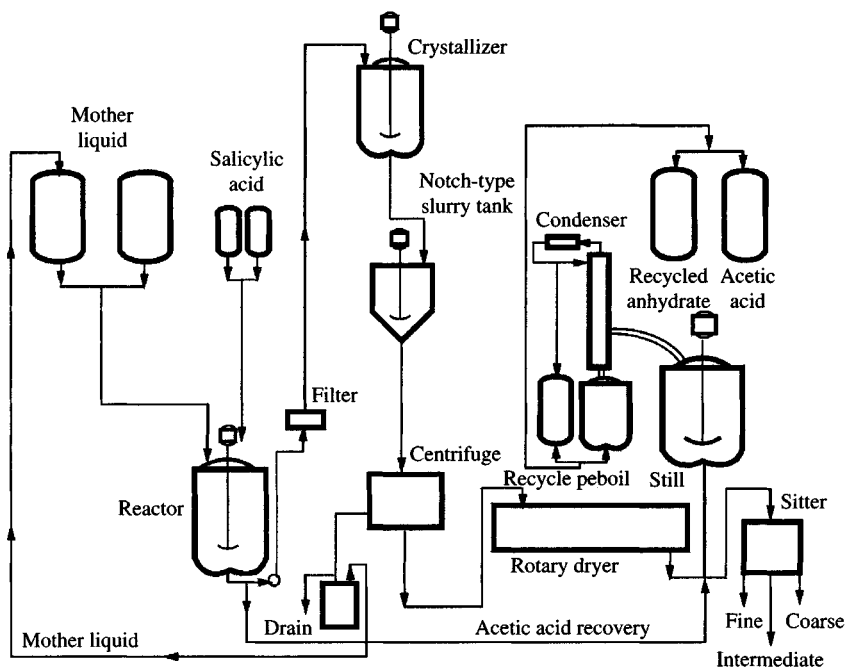 Crystallizer
Mother
liquid
Salicylic
acid
Notch-type
slurry tank
Condenser
Recycled
anhydrate
Acetic
acid
Filter
Centrifuge
Recycle peboil
Still
Sitter
Reactor
Rotary dryer
Drain
Fine
Coarse
Mother liquid
Acetic acid recovery
Intermediate